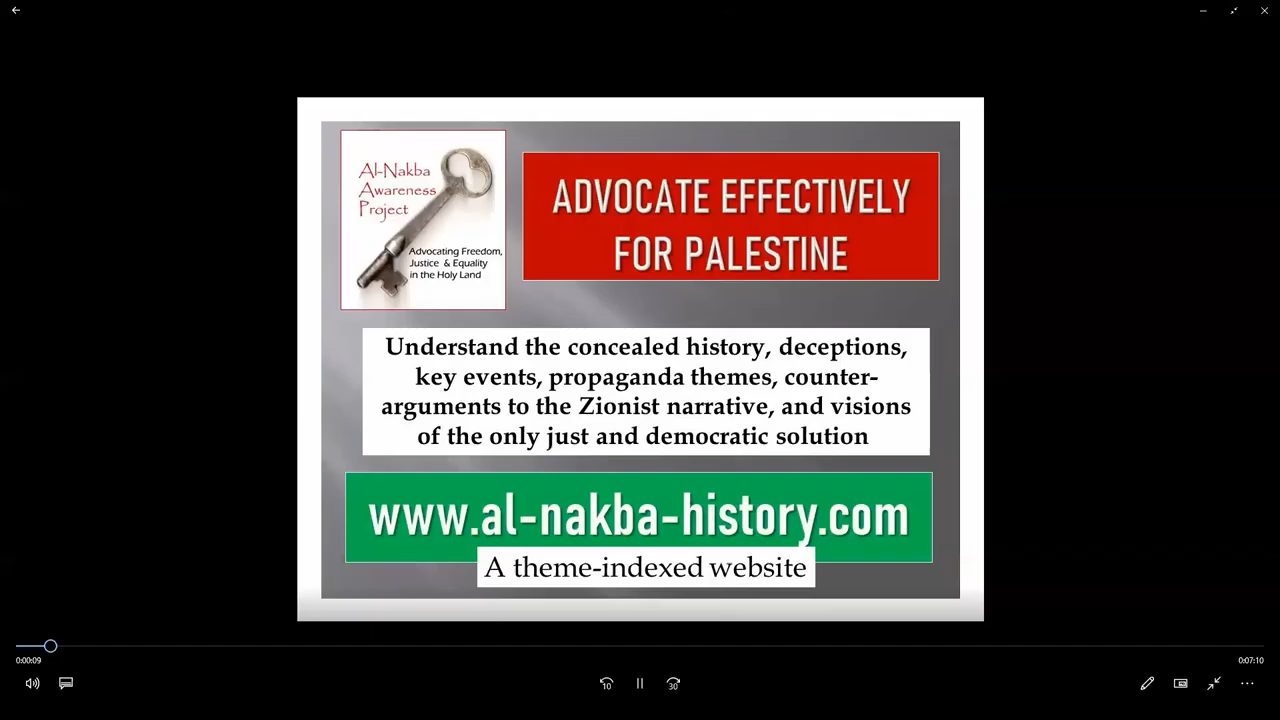 Al-Nakba
Awareness
Project
Advocating Freedom,
Justice & Equality
in the Holy Land
ADVOCATE EFFECTIVELY
FOR PALESTINE
Understand the concealed history, deceptions,
key events, propaganda themes, counter-
arguments to the Zionist narrative, and visions
of the only just and democratic solution
www.al-nakba-history.com
A theme-indexed website
0:00:09
0:07:10
10
30